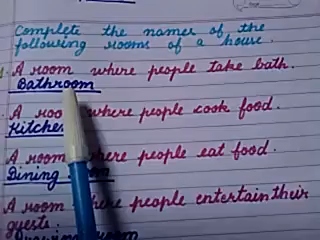 Complete the names of the
following rooms of a house.
A room where people take bath.
Bathroom
A where people cook food.
Kitchen
A room where people eat food.
Dining
A room where people entertain their
guests.
room